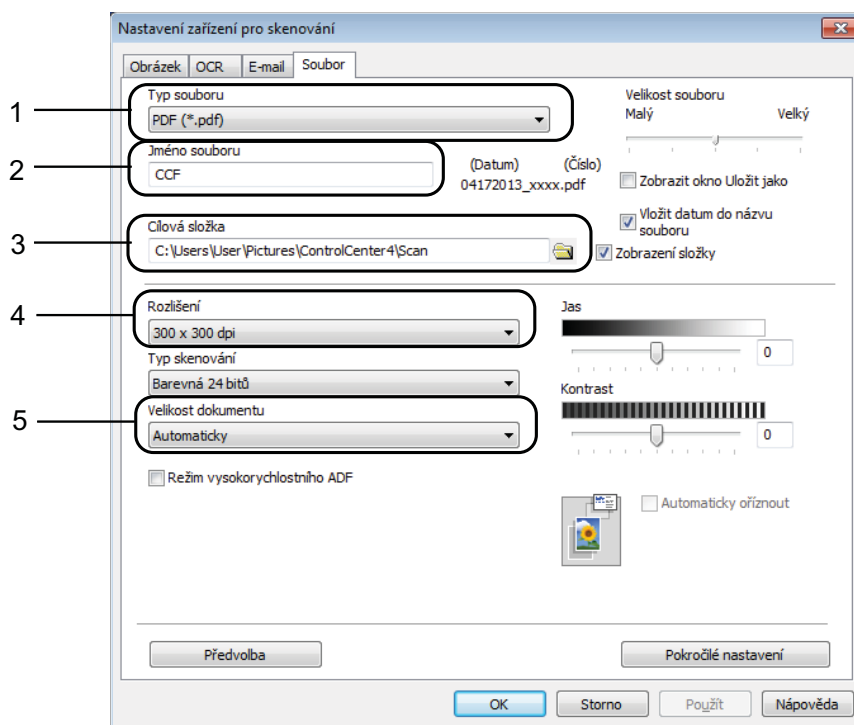 Nastavení zařízení pro skenování
Obrázek OCR E-mail Soubor
1
Typ souboru
PDF (*.pdf)
Velikost souboru
Malý Velký
2
Jméno souboru
CCF
(Datum) (Číslo)
04172013_xxxx.pdf
Zobrazit okno Uložit jako
Vložit datum do názvu
souboru
3
Cílová složka
C:\Users\User\Pictures\ControlCenter4\Scan
Zobrazení složky
4
Rozlišení
300 x 300 dpi
Jas
0
Typ skenování
Barevná 24 bitů
Kontrast
0
5
Velikost dokumentu
Automaticky
Režim vysokorychlostního ADF
Automaticky oříznout
Předvolba
Pokročilé nastavení
OK Storno Použít Nápověda